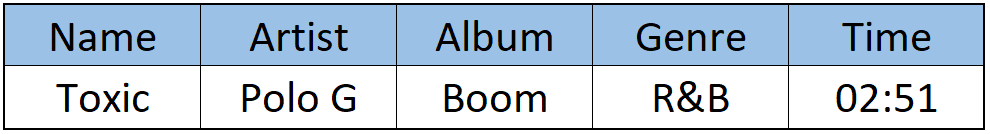 Name Artist Album Genre Time
Toxic Polo G Boom R&B 02:51